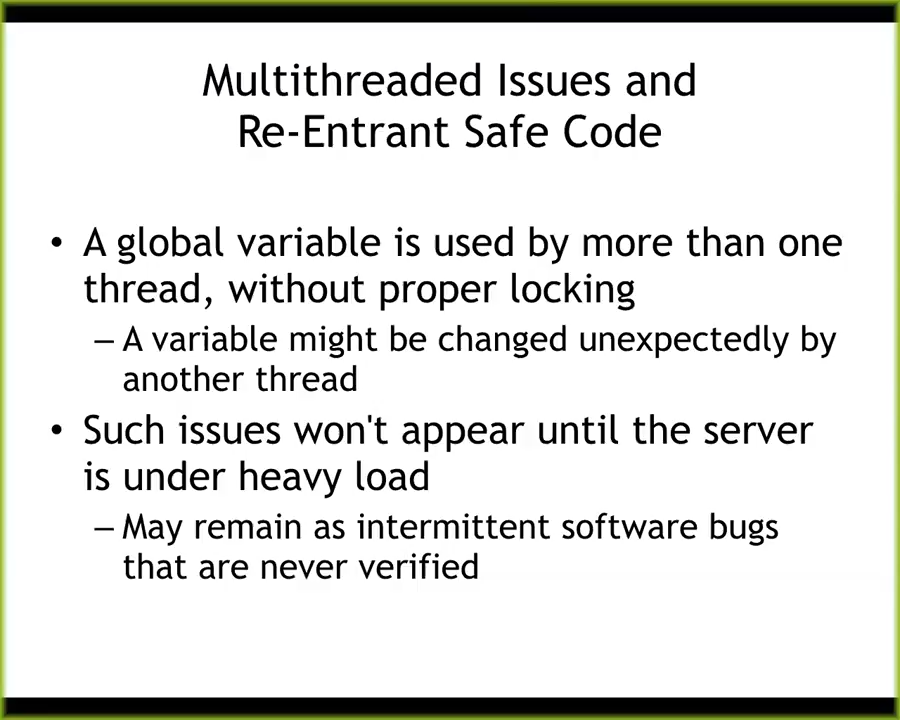 Multithreaded Issues and
Re-Entrant Safe Code
• A global variable is used by more than one
thread, without proper locking
– A variable might be changed unexpectedly by
another thread
• Such issues won't appear until the server
is under heavy load
– May remain as intermittent software bugs
that are never verified